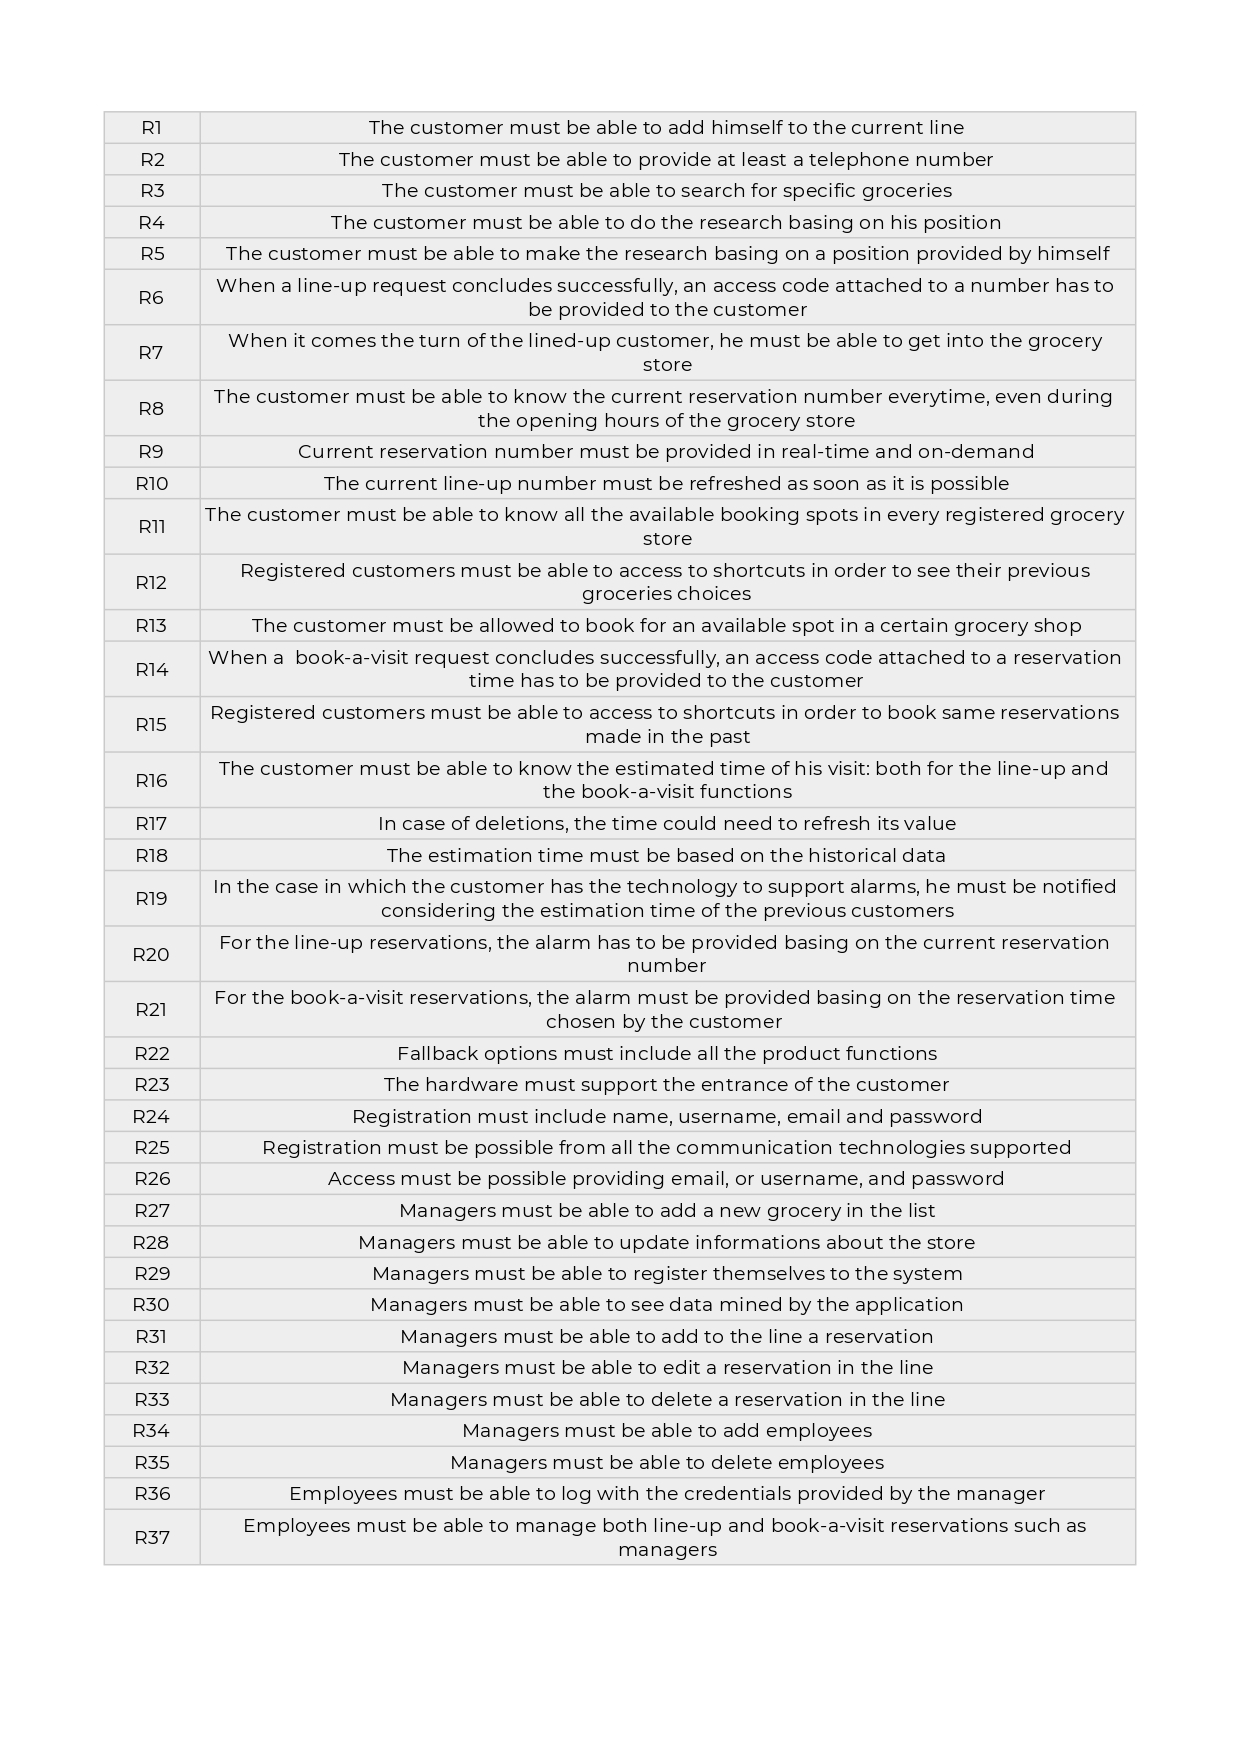 R1 The customer must be able to add himself to the current line
R2 The customer must be able to provide at least a telephone number
R3 The customer must be able to search for specific groceries
R4 The customer must be able to do the research basing on his position
R5 The customer must be able to make the research basing on a position provided by himself
R6 When a line-up request concludes successfully, an access code attached to a number has to
be provided to the customer
R7 When it comes the turn of the lined-up customer, he must be able to get into the grocery
store
R8 The customer must be able to know the current reservation number everytime, even during
the opening hours of the grocery store
R9 Current reservation number must be provided in real-time and on-demand
R10 The current line-up number must be refreshed as soon as it is possible
R11 The customer must be able to know all the available booking spots in every registered grocery
store
R12 Registered customers must be able to access to shortcuts in order to see their previous
groceries choices
R13 The customer must be allowed to book for an available spot in a certain grocery shop
R14 When a  book-a-visit request concludes successfully, an access code attached to a reservation
time has to be provided to the customer
R15 Registered customers must be able to access to shortcuts in order to book same reservations
made in the past
R16 The customer must be able to know the estimated time of his visit: both for the line-up and
the book-a-visit functions
R17 In case of deletions, the time could need to refresh its value
R18 The estimation time must be based on the historical data
R19 In the case in which the customer has the technology to support alarms, he must be notified
considering the estimation time of the previous customers
R20 For the line-up reservations, the alarm has to be provided basing on the current reservation
number
R21 For the book-a-visit reservations, the alarm must be provided basing on the reservation time
chosen by the customer
R22 Fallback options must include all the product functions
R23 The hardware must support the entrance of the customer
R24 Registration must include name, username, email and password
R25 Registration must be possible from all the communication technologies supported
R26 Access must be possible providing email, or username, and password
R27 Managers must be able to add a new grocery in the list
R28 Managers must be able to update informations about the store
R29 Managers must be able to register themselves to the system
R30 Managers must be able to see data mined by the application
R31 Managers must be able to add to the line a reservation
R32 Managers must be able to edit a reservation in the line
R33 Managers must be able to delete a reservation in the line
R34 Managers must be able to add employees
R35 Managers must be able to delete employees
R36 Employees must be able to log with the credentials provided by the manager
R37 Employees must be able to manage both line-up and book-a-visit reservations such as
managers